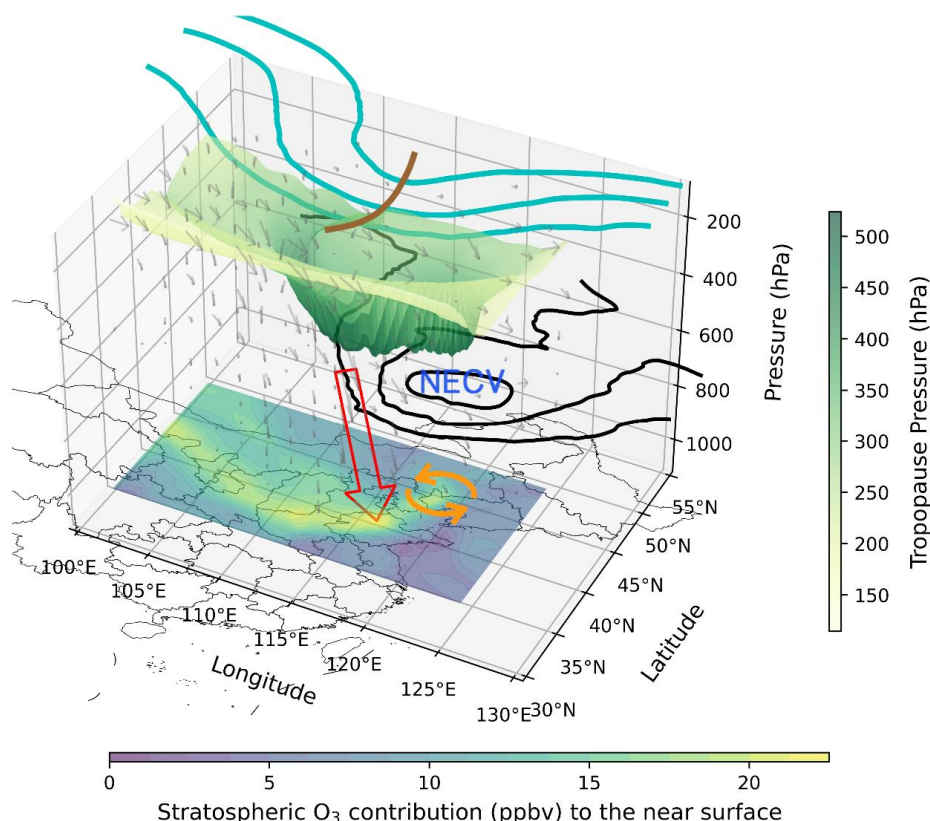 200
400
600
800
1000
Pressure (hPa)
NECV
500
450
400
350
300
250
200
150
Tropopause Pressure (hPa)
55°N
50°N
45°N
40°N
35°N
30°N
Latitude
100°E
105°E
110°E
115°E
120°E
125°E
130°E
Longitude
0 5 10 15 20
Stratospheric O₃ contribution (ppbv) to the near surface